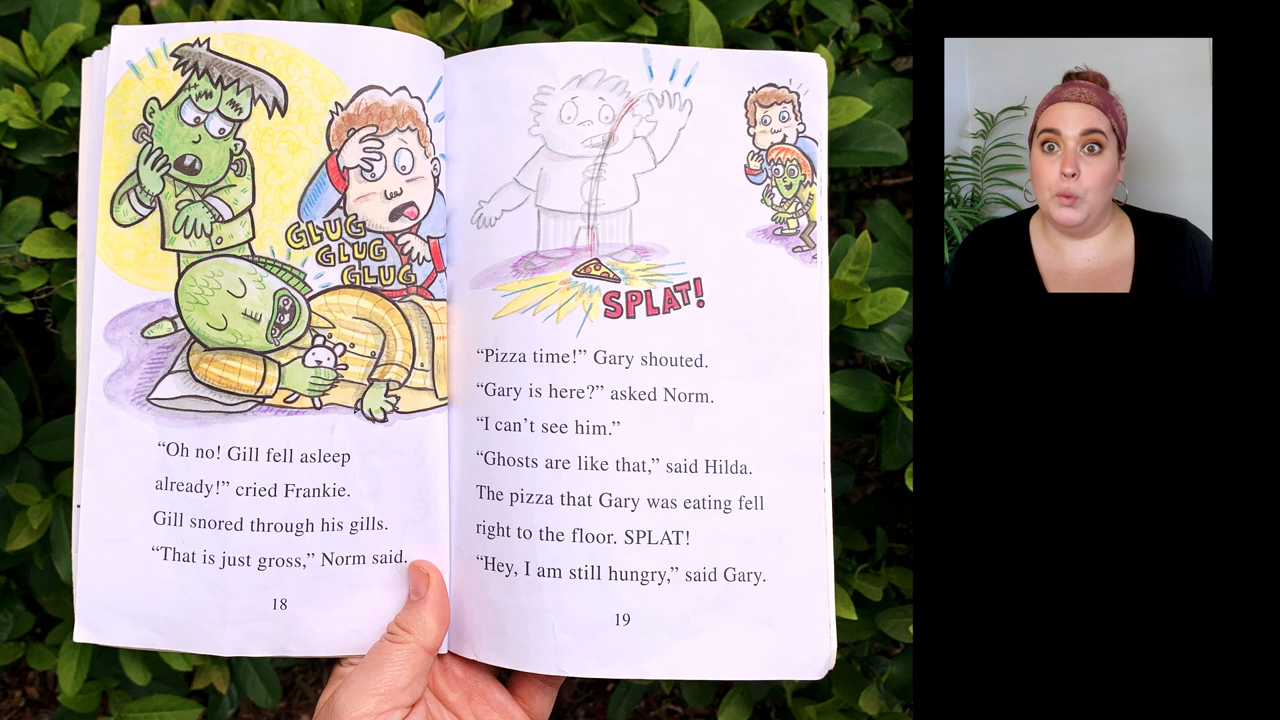 GLUG
GLUG
GLUG
“Oh no! Gill fell asleep
already!” cried Frankie.
Gill snored through his gills.
“That is just gross,” Norm said.
18
SPLAT!
“Pizza time!” Gary shouted.
“Gary is here?” asked Norm.
“I can’t see him.”
“Ghosts are like that,” said Hilda.
The pizza that Gary was eating fell
right to the floor. SPLAT!
“Hey, I am still hungry,” said Gary.
19